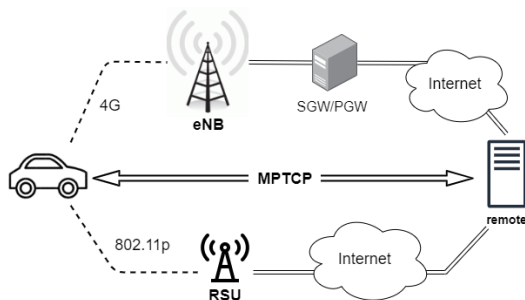 4G
eNB
SGW/PGW
Internet
MPTCP
remote
802.11p
RSU
Internet